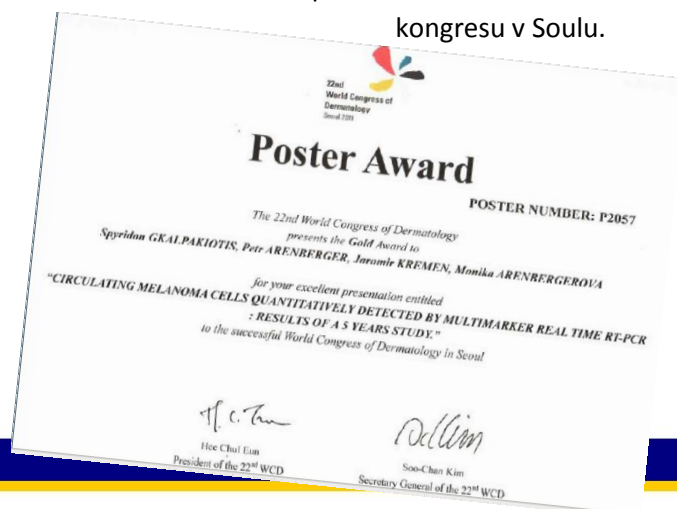 kongresu v Soulu.
22nd
World Congress of
Dermatology
Seoul 2011
Poster Award
POSTER NUMBER: P2057
The 22nd World Congress of Dermatology
presents the Gold Award to
Spyridon GKALPAKIOTIS, Petr ARENBERGER, Jaromir KREMEN, Monika ARENBERGEROVA
for your excellent presentation entitled
"CIRCULATING MELANOMA CELLS QUANTITATIVELY DETECTED BY MULTIMARKER REAL TIME RT-PCR
: RESULTS OF A 5 YEARS STUDY."
to the successful World Congress of Dermatology in Seoul
Hee Chul Eun
President of the 22nd WCD
Soo-Chan Kim
Secretary General of the 22nd WCD